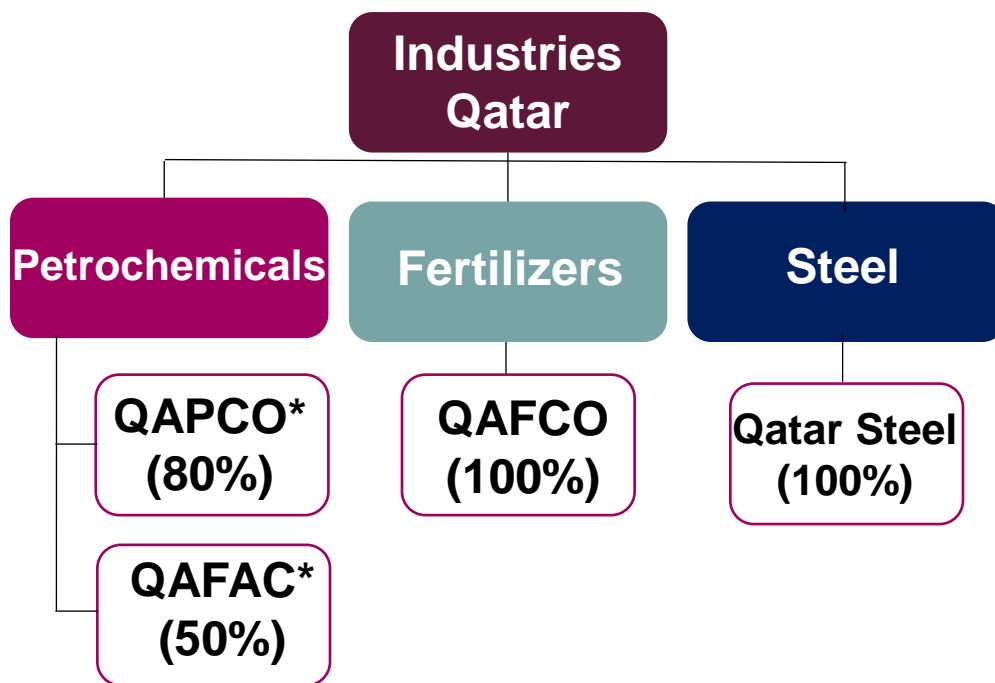 Industries
Qatar
Petrochemicals
Fertilizers
Steel
QAPCO*
(80%)
QAFCO
(100%)
Qatar Steel
(100%)
QAFAC*
(50%)